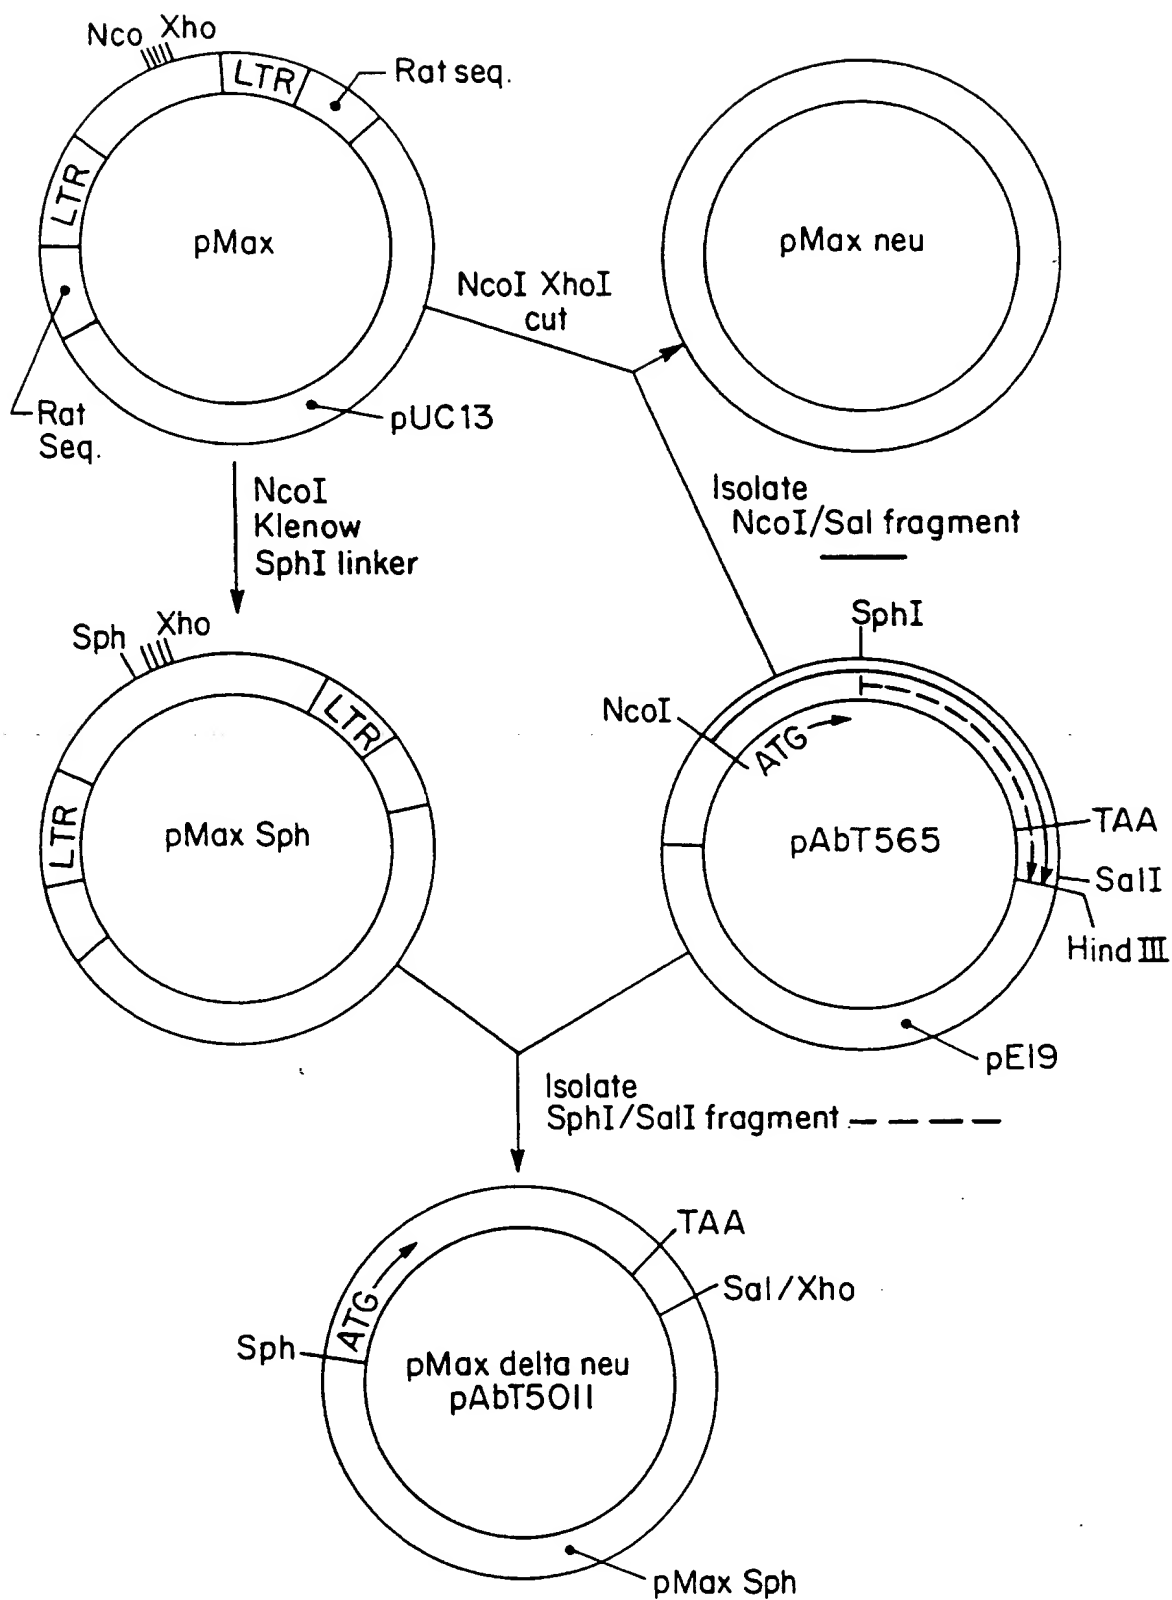 Nco Xho
LTR
Rat seq.
LTR
pMax
pMax neu
NcoI XhoI
cut
Rat
Seq.
pUC13
Isolate
NcoI/Sal fragment
NcoI
Klenow
SphI linker
SphI
Sph Xho
LTR
NcoI
ATG
LTR
pMax Sph
pAbT565
TAA
SalI
Hind III
pE19
Isolate
SphI/SalI fragment
TAA
Sal/Xho
ATG
Sph
pMax delta neu
pAbT5011
pMax Sph